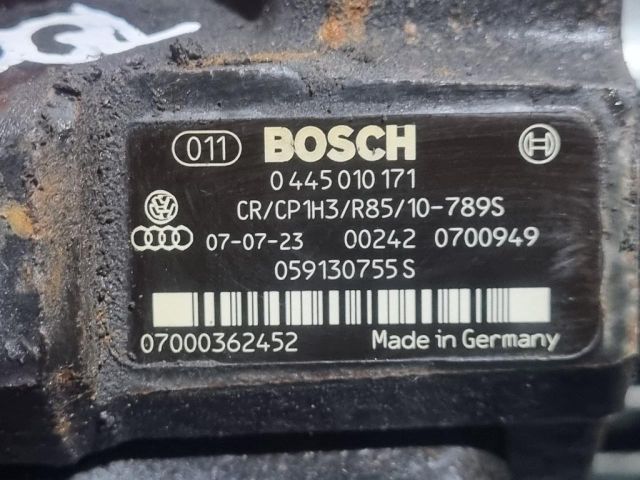 011 BOSCH
0 445 010 171
CR/CP1H3/R85/10-789S
07-07-23 00242 0700949
059130755 S
07000362452 Made in Germany